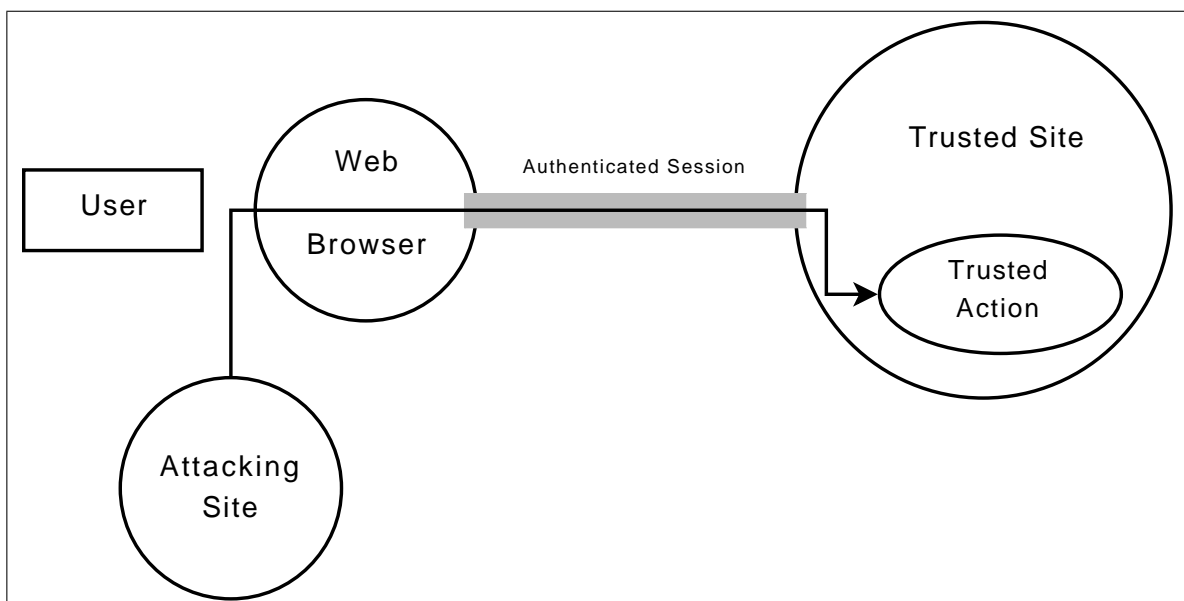 User
Web
Browser
Authenticated Session
Trusted Site
Trusted
Action
Attacking
Site